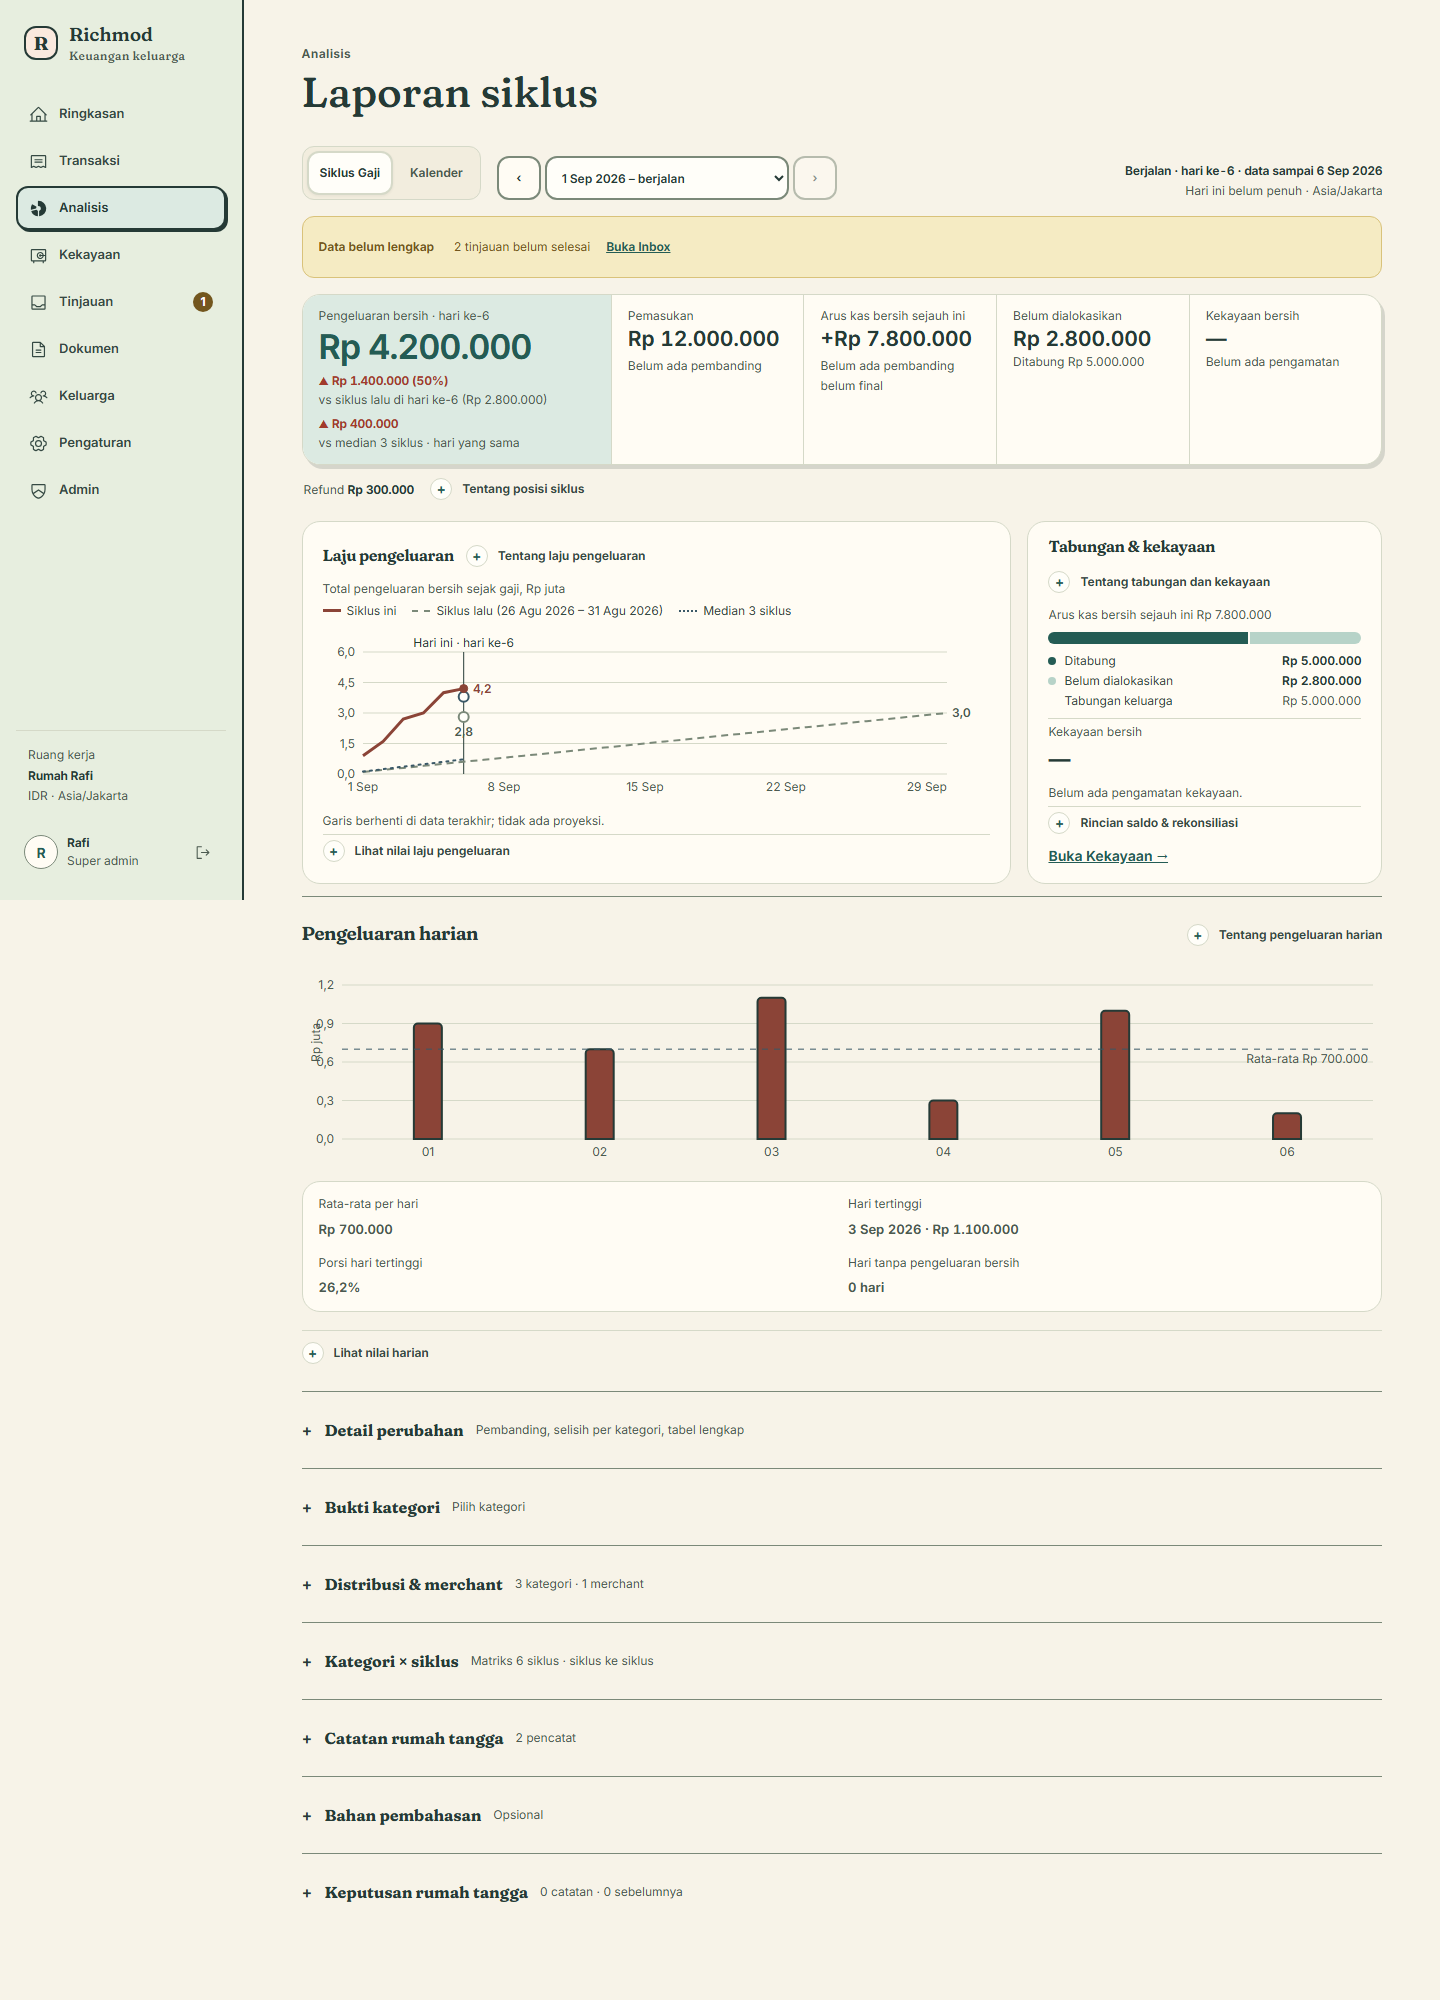 R
Richmod
Keuangan keluarga
Ringkasan
Transaksi
Analisis
Kekayaan
Tinjauan 1
Dokumen
Keluarga
Pengaturan
Admin
Ruang kerja
Rumah Rafi
IDR · Asia/Jakarta
R
Rafi
Super admin
Analisis
Laporan siklus
Siklus Gaji Kalender
‹ 1 Sep 2026 – berjalan ›
Berjalan · hari ke-6 · data sampai 6 Sep 2026
Hari ini belum penuh · Asia/Jakarta
Data belum lengkap 2 tinjauan belum selesai Buka Inbox
Pengeluaran bersih · hari ke-6
Rp 4.200.000
▲ Rp 1.400.000 (50%)
vs siklus lalu di hari ke-6 (Rp 2.800.000)
▲ Rp 400.000
vs median 3 siklus · hari yang sama
Pemasukan
Rp 12.000.000
Belum ada pembanding
Arus kas bersih sejauh ini
+Rp 7.800.000
Belum ada pembanding
belum final
Belum dialokasikan
Rp 2.800.000
Ditabung Rp 5.000.000
Kekayaan bersih
—
Belum ada pengamatan
Refund Rp 300.000 + Tentang posisi siklus
Laju pengeluaran + Tentang laju pengeluaran
Total pengeluaran bersih sejak gaji, Rp juta
Siklus ini Siklus lalu (26 Agu 2026 – 31 Agu 2026) Median 3 siklus
Hari ini · hari ke-6
6,0
4,5
4,2
3,0
3,0
2,8
1,5
0,0
1 Sep 8 Sep 15 Sep 22 Sep 29 Sep
Garis berhenti di data terakhir; tidak ada proyeksi.
+ Lihat nilai laju pengeluaran
Tabungan & kekayaan
+ Tentang tabungan dan kekayaan
Arus kas bersih sejauh ini Rp 7.800.000
Ditabung Rp 5.000.000
Belum dialokasikan Rp 2.800.000
Tabungan keluarga Rp 5.000.000
Kekayaan bersih
—
Belum ada pengamatan kekayaan.
+ Rincian saldo & rekonsiliasi
Buka Kekayaan →
Pengeluaran harian
+ Tentang pengeluaran harian
Rp juta
1,2
0,9
0,6
0,3
0,0
Rata-rata Rp 700.000
01 02 03 04 05 06
Rata-rata per hari
Rp 700.000
Hari tertinggi
3 Sep 2026 · Rp 1.100.000
Porsi hari tertinggi
26,2%
Hari tanpa pengeluaran bersih
0 hari
+ Lihat nilai harian
+ Detail perubahan Pembanding, selisih per kategori, tabel lengkap
+ Bukti kategori Pilih kategori
+ Distribusi & merchant 3 kategori · 1 merchant
+ Kategori × siklus Matriks 6 siklus · siklus ke siklus
+ Catatan rumah tangga 2 pencatat
+ Bahan pembahasan Opsional
+ Keputusan rumah tangga 0 catatan · 0 sebelumnya